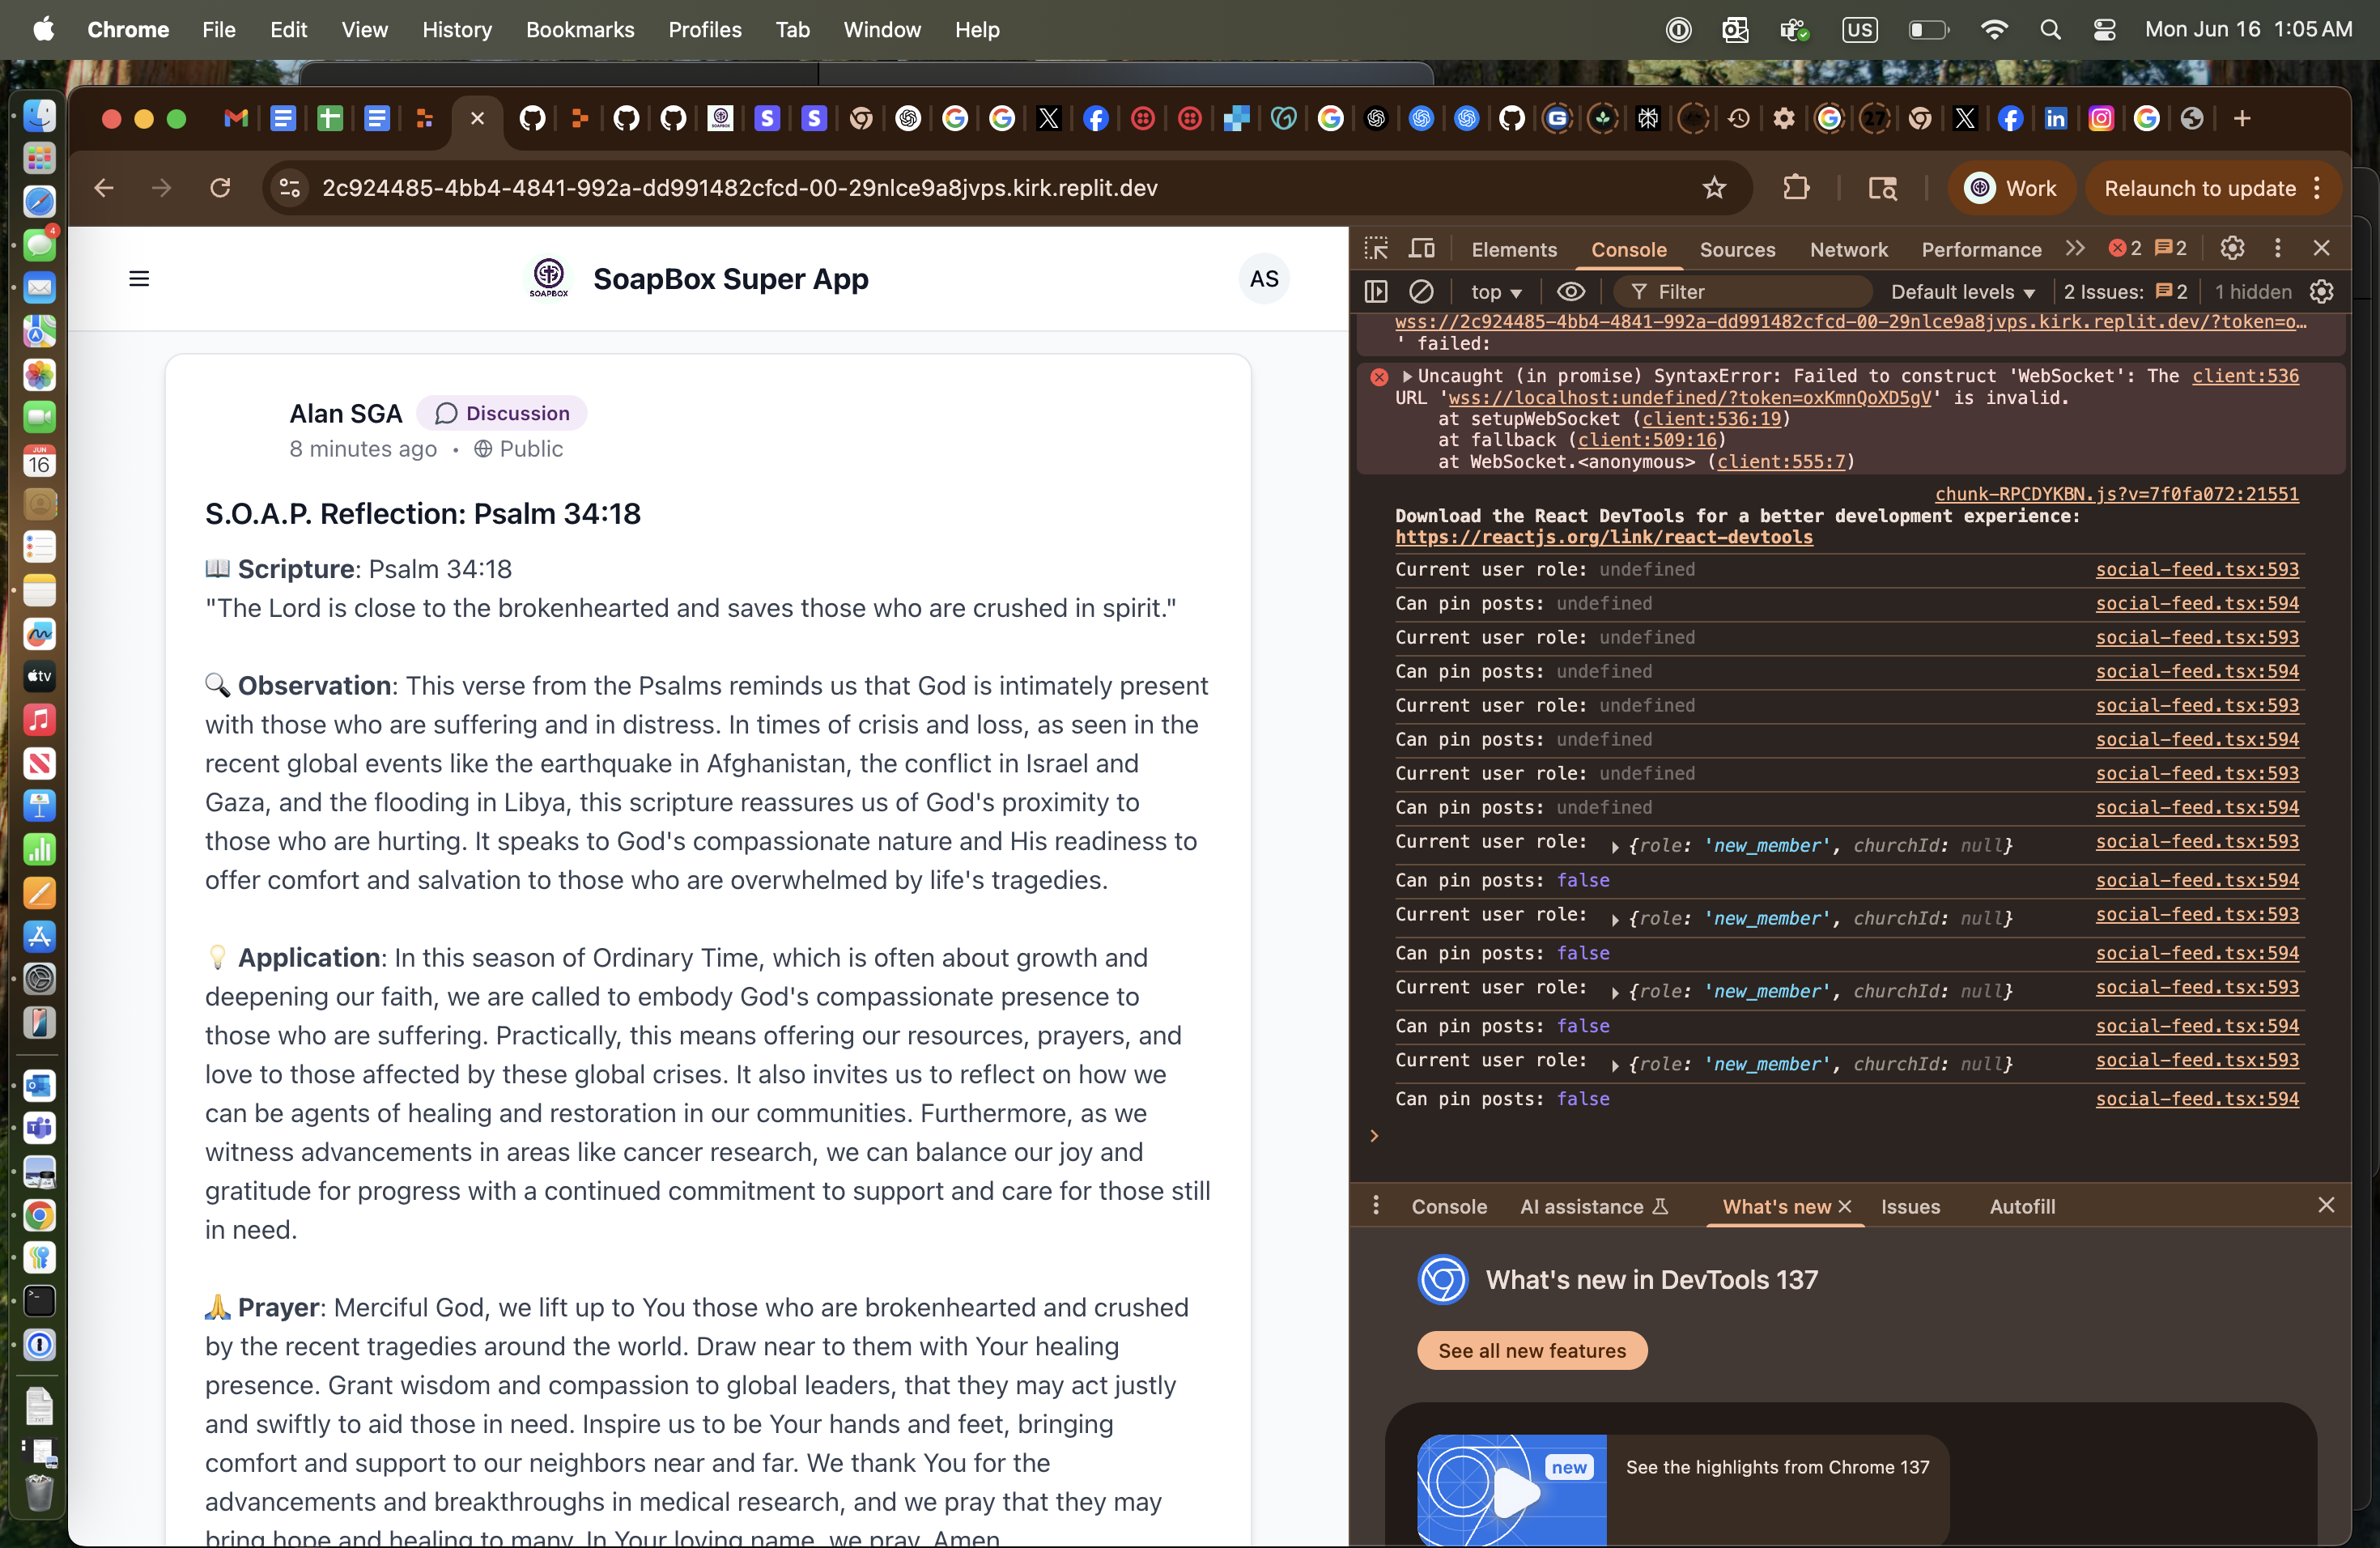 Chrome File Edit View History Bookmarks Profiles Tab Window Help
US Mon Jun 16 1:05 AM
2c924485-4bb4-4841-992a-dd991482cfcd-00-29nlce9a8jvps.kirk.replit.dev
Work
Relaunch to update
SOAPBOX
SoapBox Super App
AS
Alan SGA Discussion
8 minutes ago • Public
S.O.A.P. Reflection: Psalm 34:18
📖 Scripture: Psalm 34:18
"The Lord is close to the brokenhearted and saves those who are crushed in spirit."
🔍 Observation: This verse from the Psalms reminds us that God is intimately present
with those who are suffering and in distress. In times of crisis and loss, as seen in the
recent global events like the earthquake in Afghanistan, the conflict in Israel and
Gaza, and the flooding in Libya, this scripture reassures us of God's proximity to
those who are hurting. It speaks to God's compassionate nature and His readiness to
offer comfort and salvation to those who are overwhelmed by life's tragedies.
💡 Application: In this season of Ordinary Time, which is often about growth and
deepening our faith, we are called to embody God's compassionate presence to
those who are suffering. Practically, this means offering our resources, prayers, and
love to those affected by these global crises. It also invites us to reflect on how we
can be agents of healing and restoration in our communities. Furthermore, as we
witness advancements in areas like cancer research, we can balance our joy and
gratitude for progress with a continued commitment to support and care for those still
in need.
🙏 Prayer: Merciful God, we lift up to You those who are brokenhearted and crushed
by the recent tragedies around the world. Draw near to them with Your healing
presence. Grant wisdom and compassion to global leaders, that they may act justly
and swiftly to aid those in need. Inspire us to be Your hands and feet, bringing
comfort and support to our neighbors near and far. We thank You for the
advancements and breakthroughs in medical research, and we pray that they may
bring hope and healing to many. In Your loving name, we pray. Amen.
Elements Console Sources Network Performance 2 2
top Filter Default levels 2 Issues: 2 1 hidden
wss://2c924485-4bb4-4841-992a-dd991482cfcd-00-29nlce9a8jvps.kirk.replit.dev/?token=o…
' failed:
Uncaught (in promise) SyntaxError: Failed to construct 'WebSocket': The client:536
URL 'wss://localhost:undefined/?token=oxKmnQoXD5gV' is invalid.
at setupWebSocket (client:536:19)
at fallback (client:509:16)
at WebSocket.<anonymous> (client:555:7)
chunk-RPCDYKBN.js?v=7f0fa072:21551
Download the React DevTools for a better development experience:
https://reactjs.org/link/react-devtools
Current user role: undefined social-feed.tsx:593
Can pin posts: undefined social-feed.tsx:594
Current user role: undefined social-feed.tsx:593
Can pin posts: undefined social-feed.tsx:594
Current user role: undefined social-feed.tsx:593
Can pin posts: undefined social-feed.tsx:594
Current user role: undefined social-feed.tsx:593
Can pin posts: undefined social-feed.tsx:594
Current user role: {role: 'new_member', churchId: null} social-feed.tsx:593
Can pin posts: false social-feed.tsx:594
Current user role: {role: 'new_member', churchId: null} social-feed.tsx:593
Can pin posts: false social-feed.tsx:594
Current user role: {role: 'new_member', churchId: null} social-feed.tsx:593
Can pin posts: false social-feed.tsx:594
Current user role: {role: 'new_member', churchId: null} social-feed.tsx:593
Can pin posts: false social-feed.tsx:594
Console AI assistance What's new Issues Autofill
What's new in DevTools 137
See all new features
new
See the highlights from Chrome 137
4
JUN
16
tv